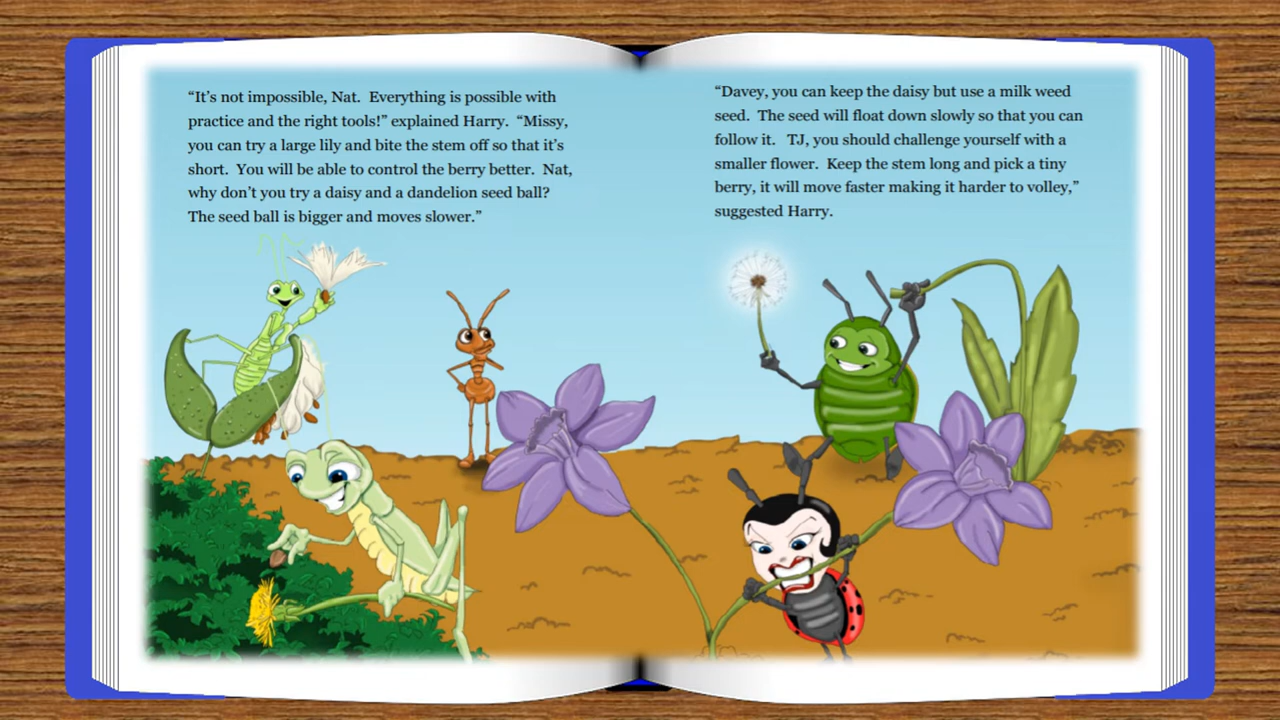 “It’s not impossible, Nat.  Everything is possible with
practice and the right tools!” explained Harry.  “Missy,
you can try a large lily and bite the stem off so that it’s
short.  You will be able to control the berry better.  Nat,
why don’t you try a daisy and a dandelion seed ball?
The seed ball is bigger and moves slower.”
“Davey, you can keep the daisy but use a milk weed
seed.  The seed will float down slowly so that you can
follow it.   TJ, you should challenge yourself with a
smaller flower.  Keep the stem long and pick a tiny
berry, it will move faster making it harder to volley,”
suggested Harry.